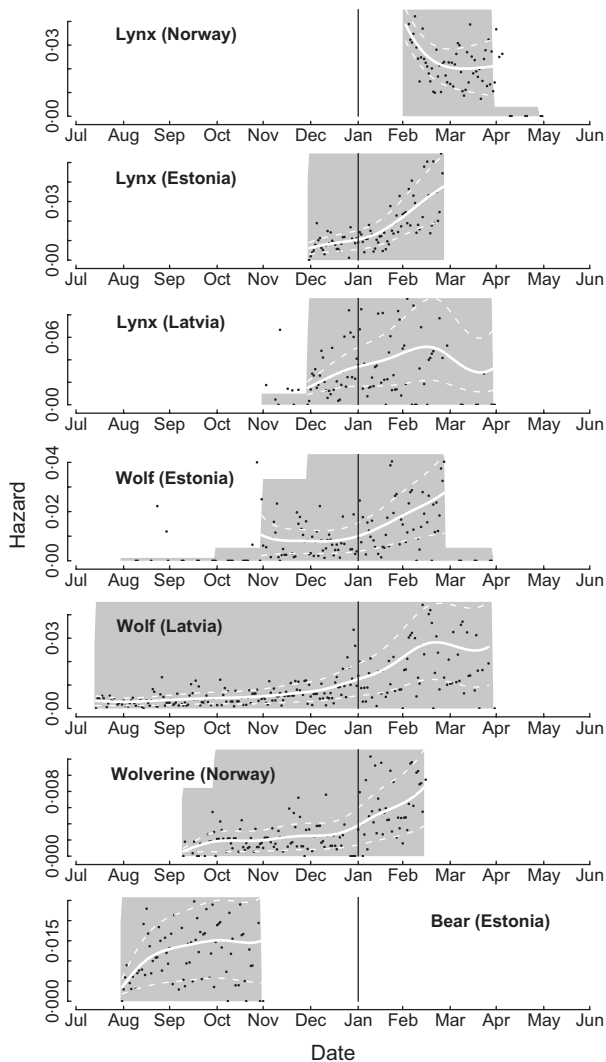 Lynx (Norway)
0·03
0·00
Jul Aug Sep Oct Nov Dec Jan Feb Mar Apr May Jun
Lynx (Estonia)
0·03
0·00
Jul Aug Sep Oct Nov Dec Jan Feb Mar Apr May Jun
Lynx (Latvia)
0·06
0·00
Jul Aug Sep Oct Nov Dec Jan Feb Mar Apr May Jun
Wolf (Estonia)
0·04
0·02
0·00
Jul Aug Sep Oct Nov Dec Jan Feb Mar Apr May Jun
Hazard
Wolf (Latvia)
0·03
0·00
Jul Aug Sep Oct Nov Dec Jan Feb Mar Apr May Jun
Wolverine (Norway)
0·008
0·000
Jul Aug Sep Oct Nov Dec Jan Feb Mar Apr May Jun
Bear (Estonia)
0·015
0·000
Jul Aug Sep Oct Nov Dec Jan Feb Mar Apr May Jun
Date